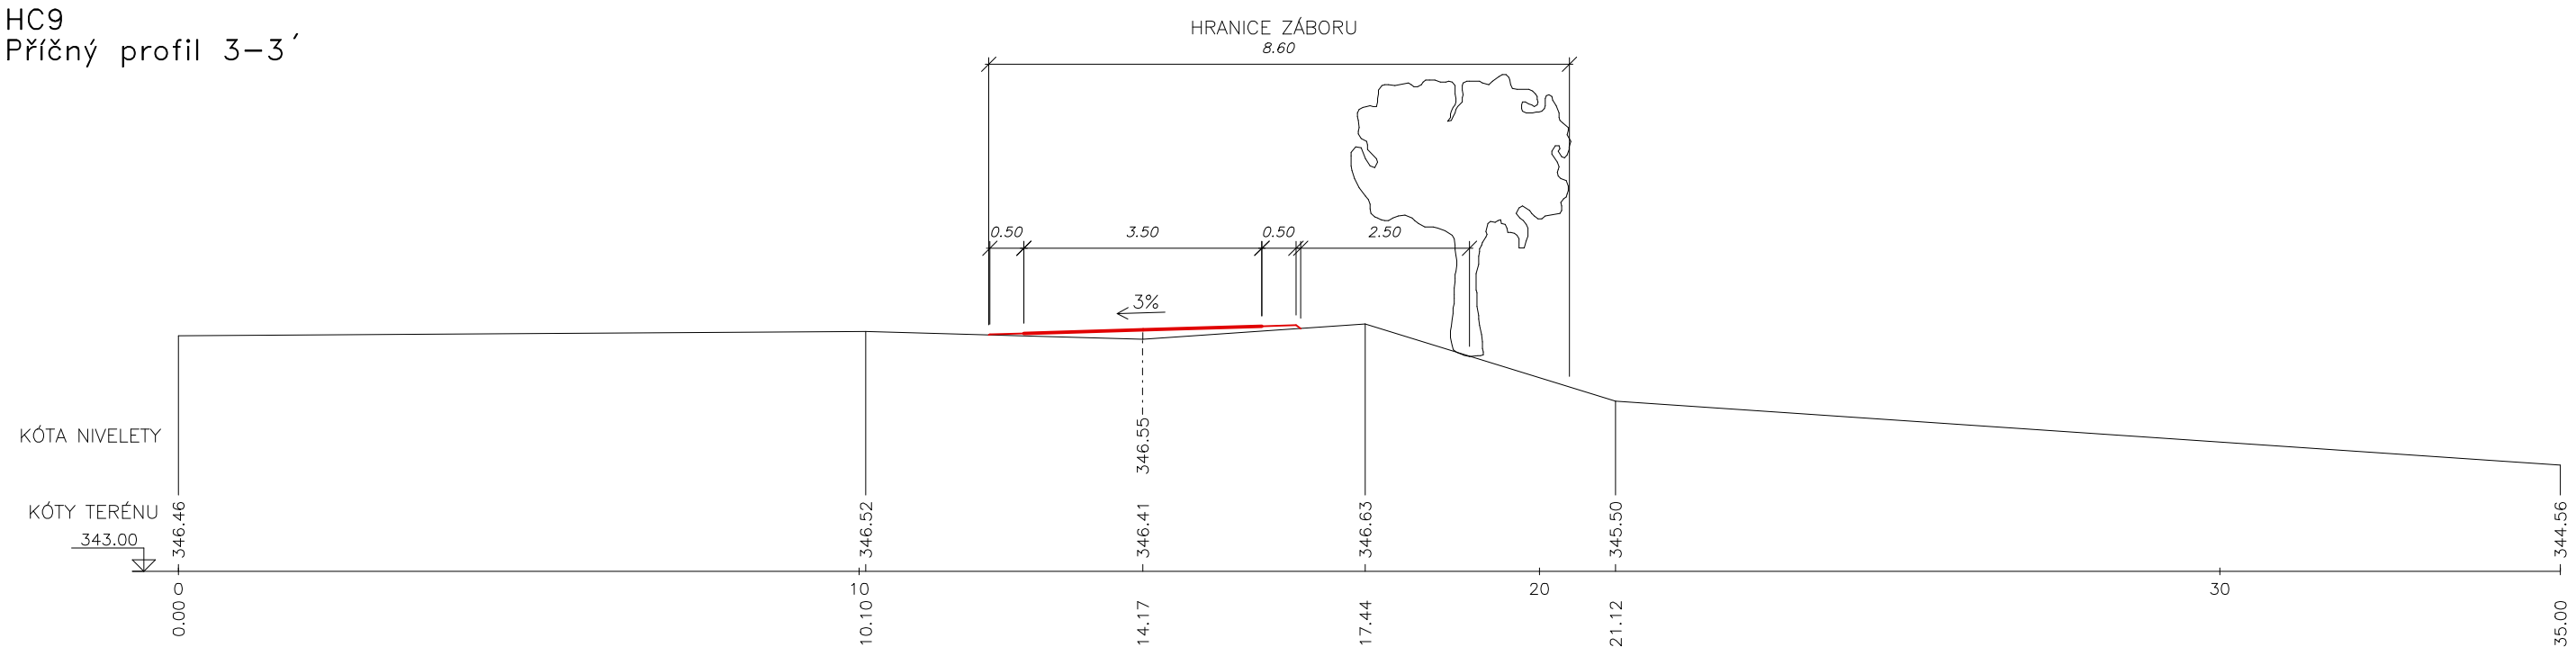 HC9
Příčný profil 3–3´
HRANICE ZÁBORU
8.60
0.50 3.50 0.50 2.50
3%
KÓTA NIVELETY
346.55
KÓTY TERÉNU
346.46 346.52 346.41 346.63 345.50 344.56
343.00
0 10 20 30
0.00 10.10 14.17 17.44 21.12 35.00